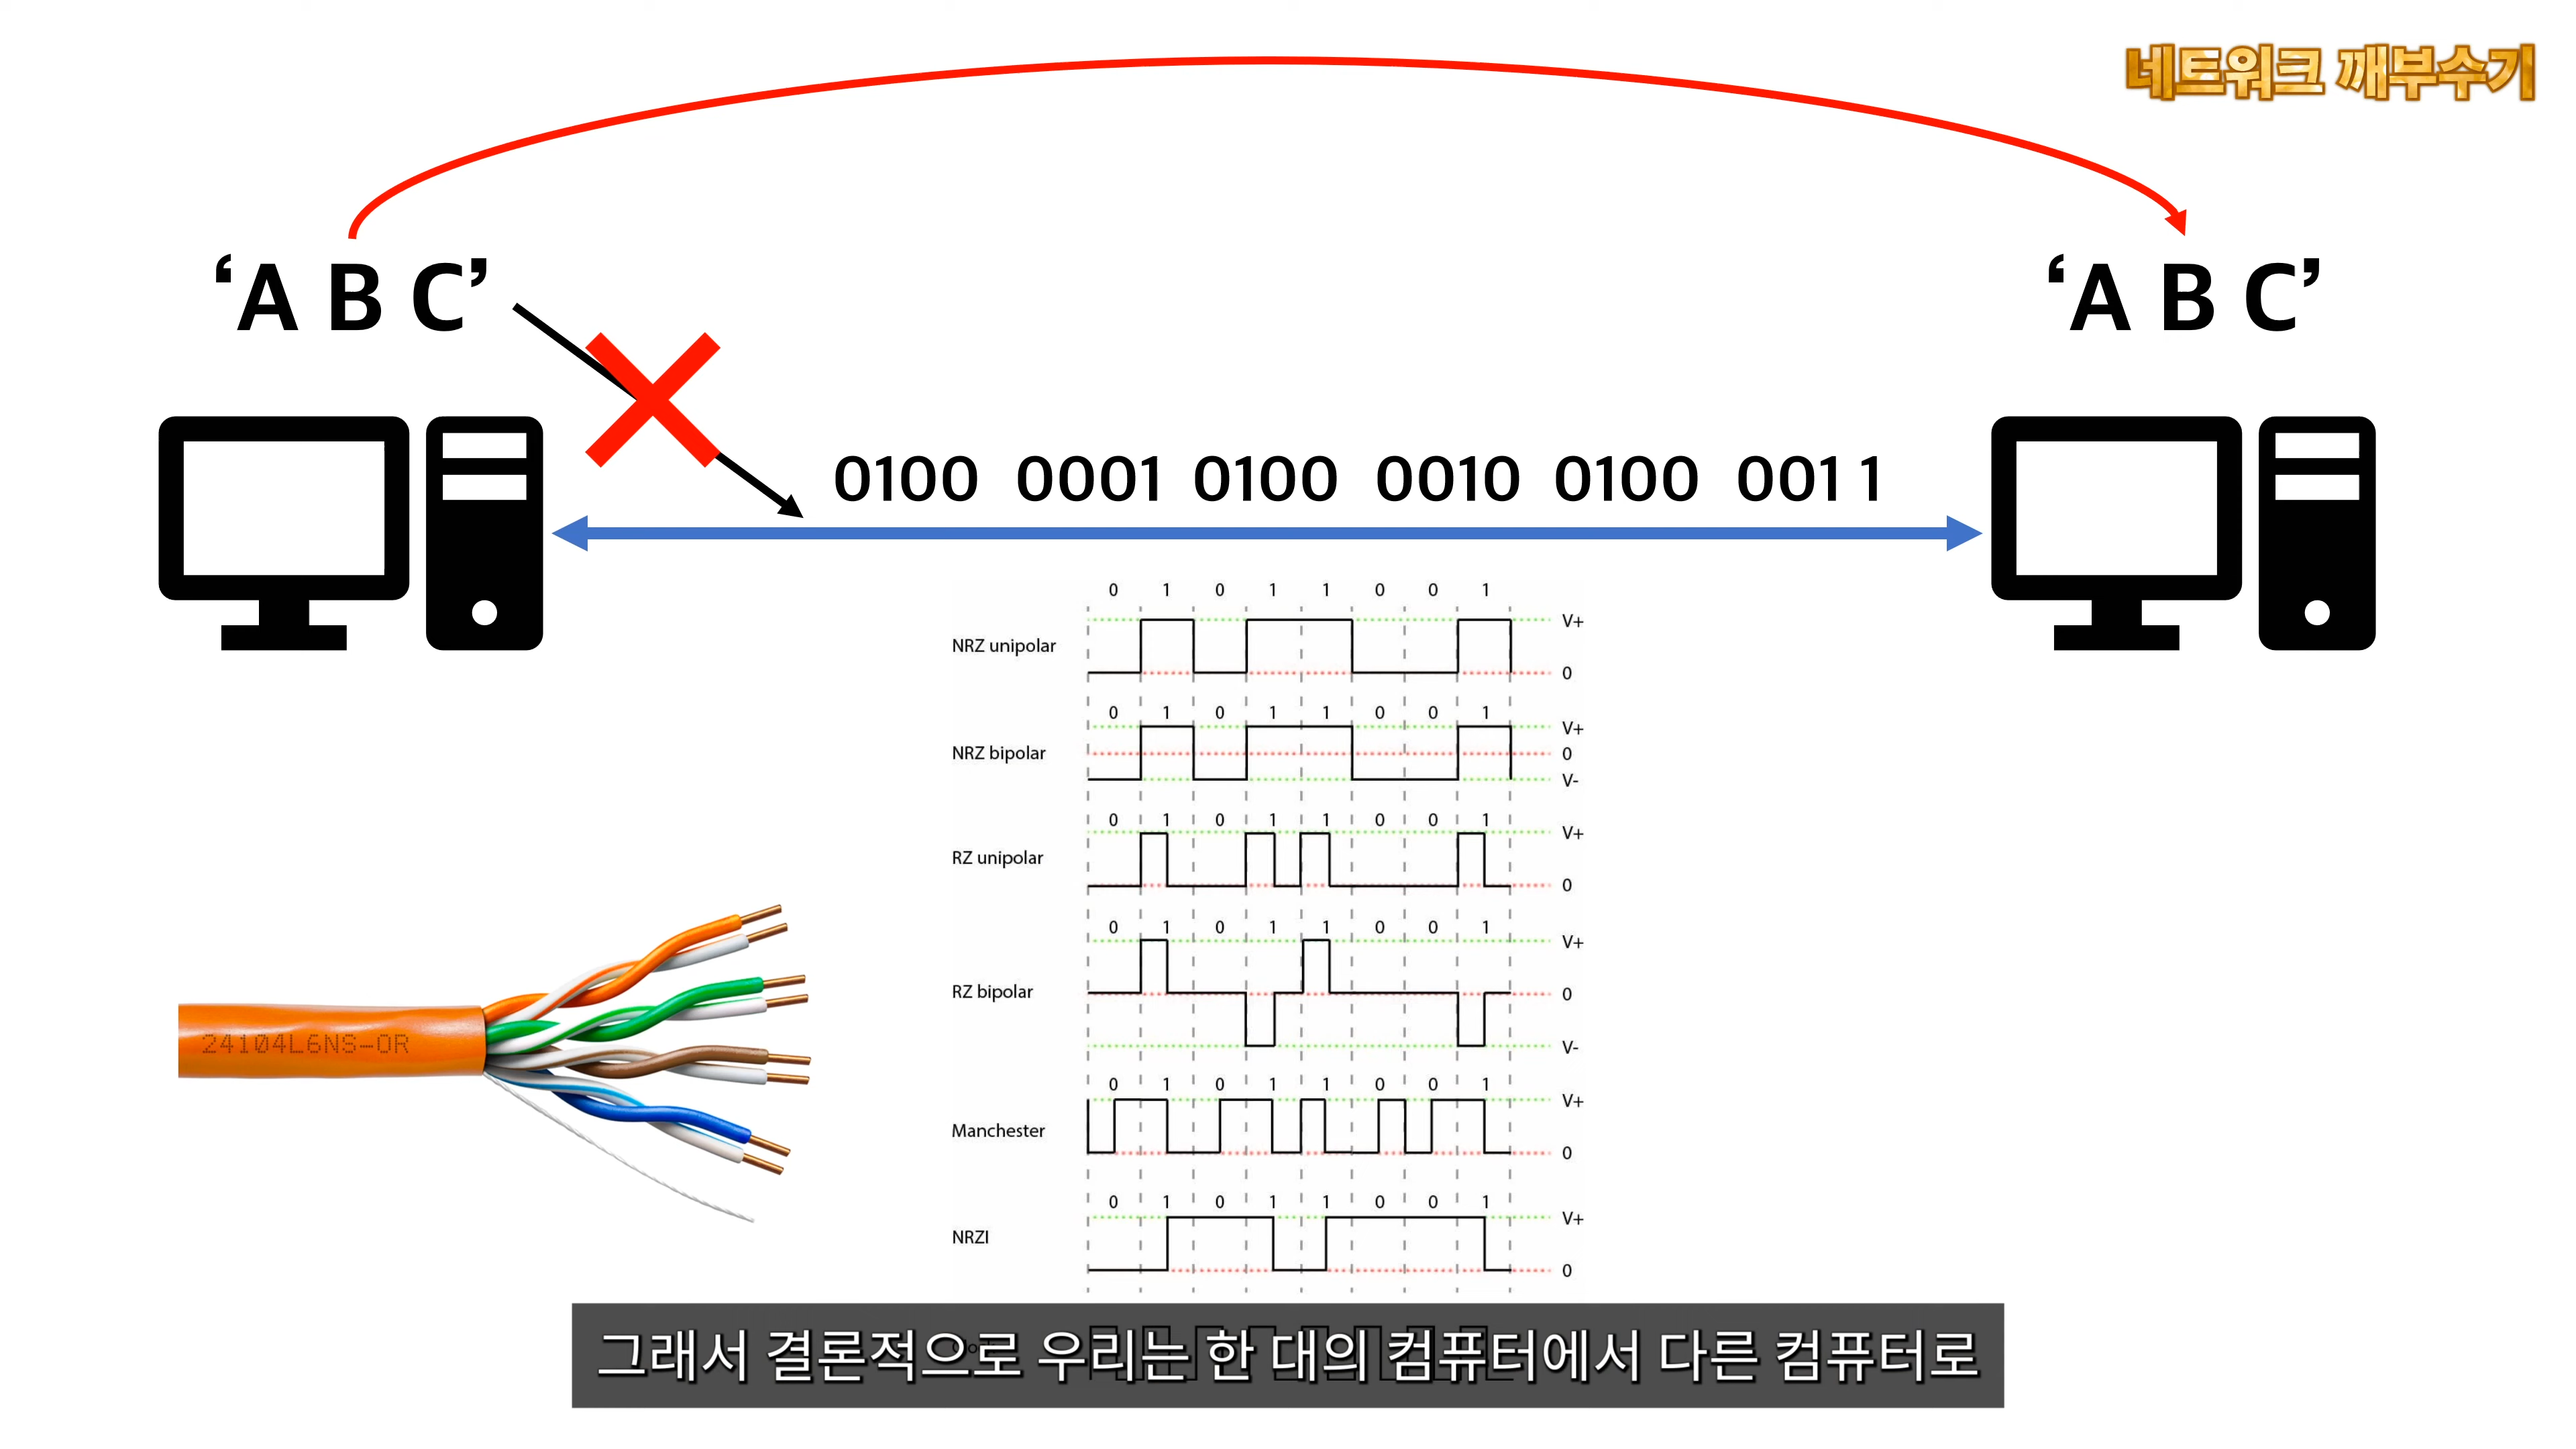 네트워크 깨부수기
‘A B C’
‘A B C’
0100 0001 0100 0010 0100 0011
0 1 0 1 1 0 0 1
NRZ unipolar
V+
0
0 1 0 1 1 0 0 1
NRZ bipolar
V+
0
V-
0 1 0 1 1 0 0 1
RZ unipolar
V+
0
0 1 0 1 1 0 0 1
RZ bipolar
V+
0
V-
0 1 0 1 1 0 0 1
Manchester
V+
0
0 1 0 1 1 0 0 1
NRZI
V+
0
24104L6NS-OR
그래서 결론적으로 우리는 한 대의 컴퓨터에서 다른 컴퓨터로